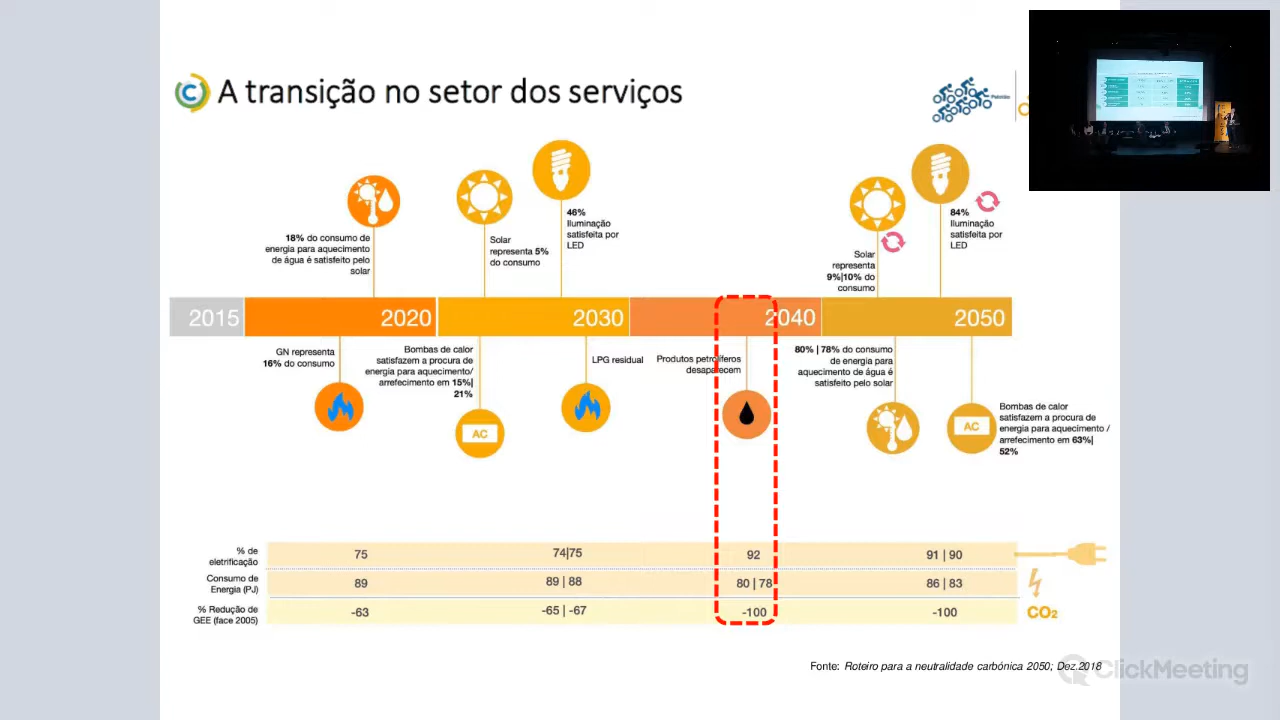 A transição no setor dos serviços
46%
Iluminação
satisfeita por
LED
84%
Iluminação
satisfeita por
LED
18% do consumo de
energia para aquecimento
de água é satisfeito pelo
solar
Solar
representa 5%
do consumo
Solar
representa
9%|10% do
consumo
2015
2020
2030
2040
2050
GN representa
16% do consumo
Bombas de calor
satisfazem a procura de
energia para aquecimento/
arrefecimento em 15%|
21%
LPG residual
Produtos petrolíferos
desaparecem
80% | 78% do consumo
de energia para
aquecimento de água é
satisfeito pelo solar
AC
AC
Bombas de calor
satisfazem a procura de
energia para aquecimento /
arrefecimento em 63%|
52%
% de
eletrificação
75
74|75
92
91 | 90
Consumo de
Energia (PJ)
89
89 | 88
80 | 78
86 | 83
% Redução de
GEE (face 2005)
-63
-65 | -67
-100
-100
CO2
Fonte: Roteiro para a neutralidade carbónica 2050; Dez.2018
ClickMeeting